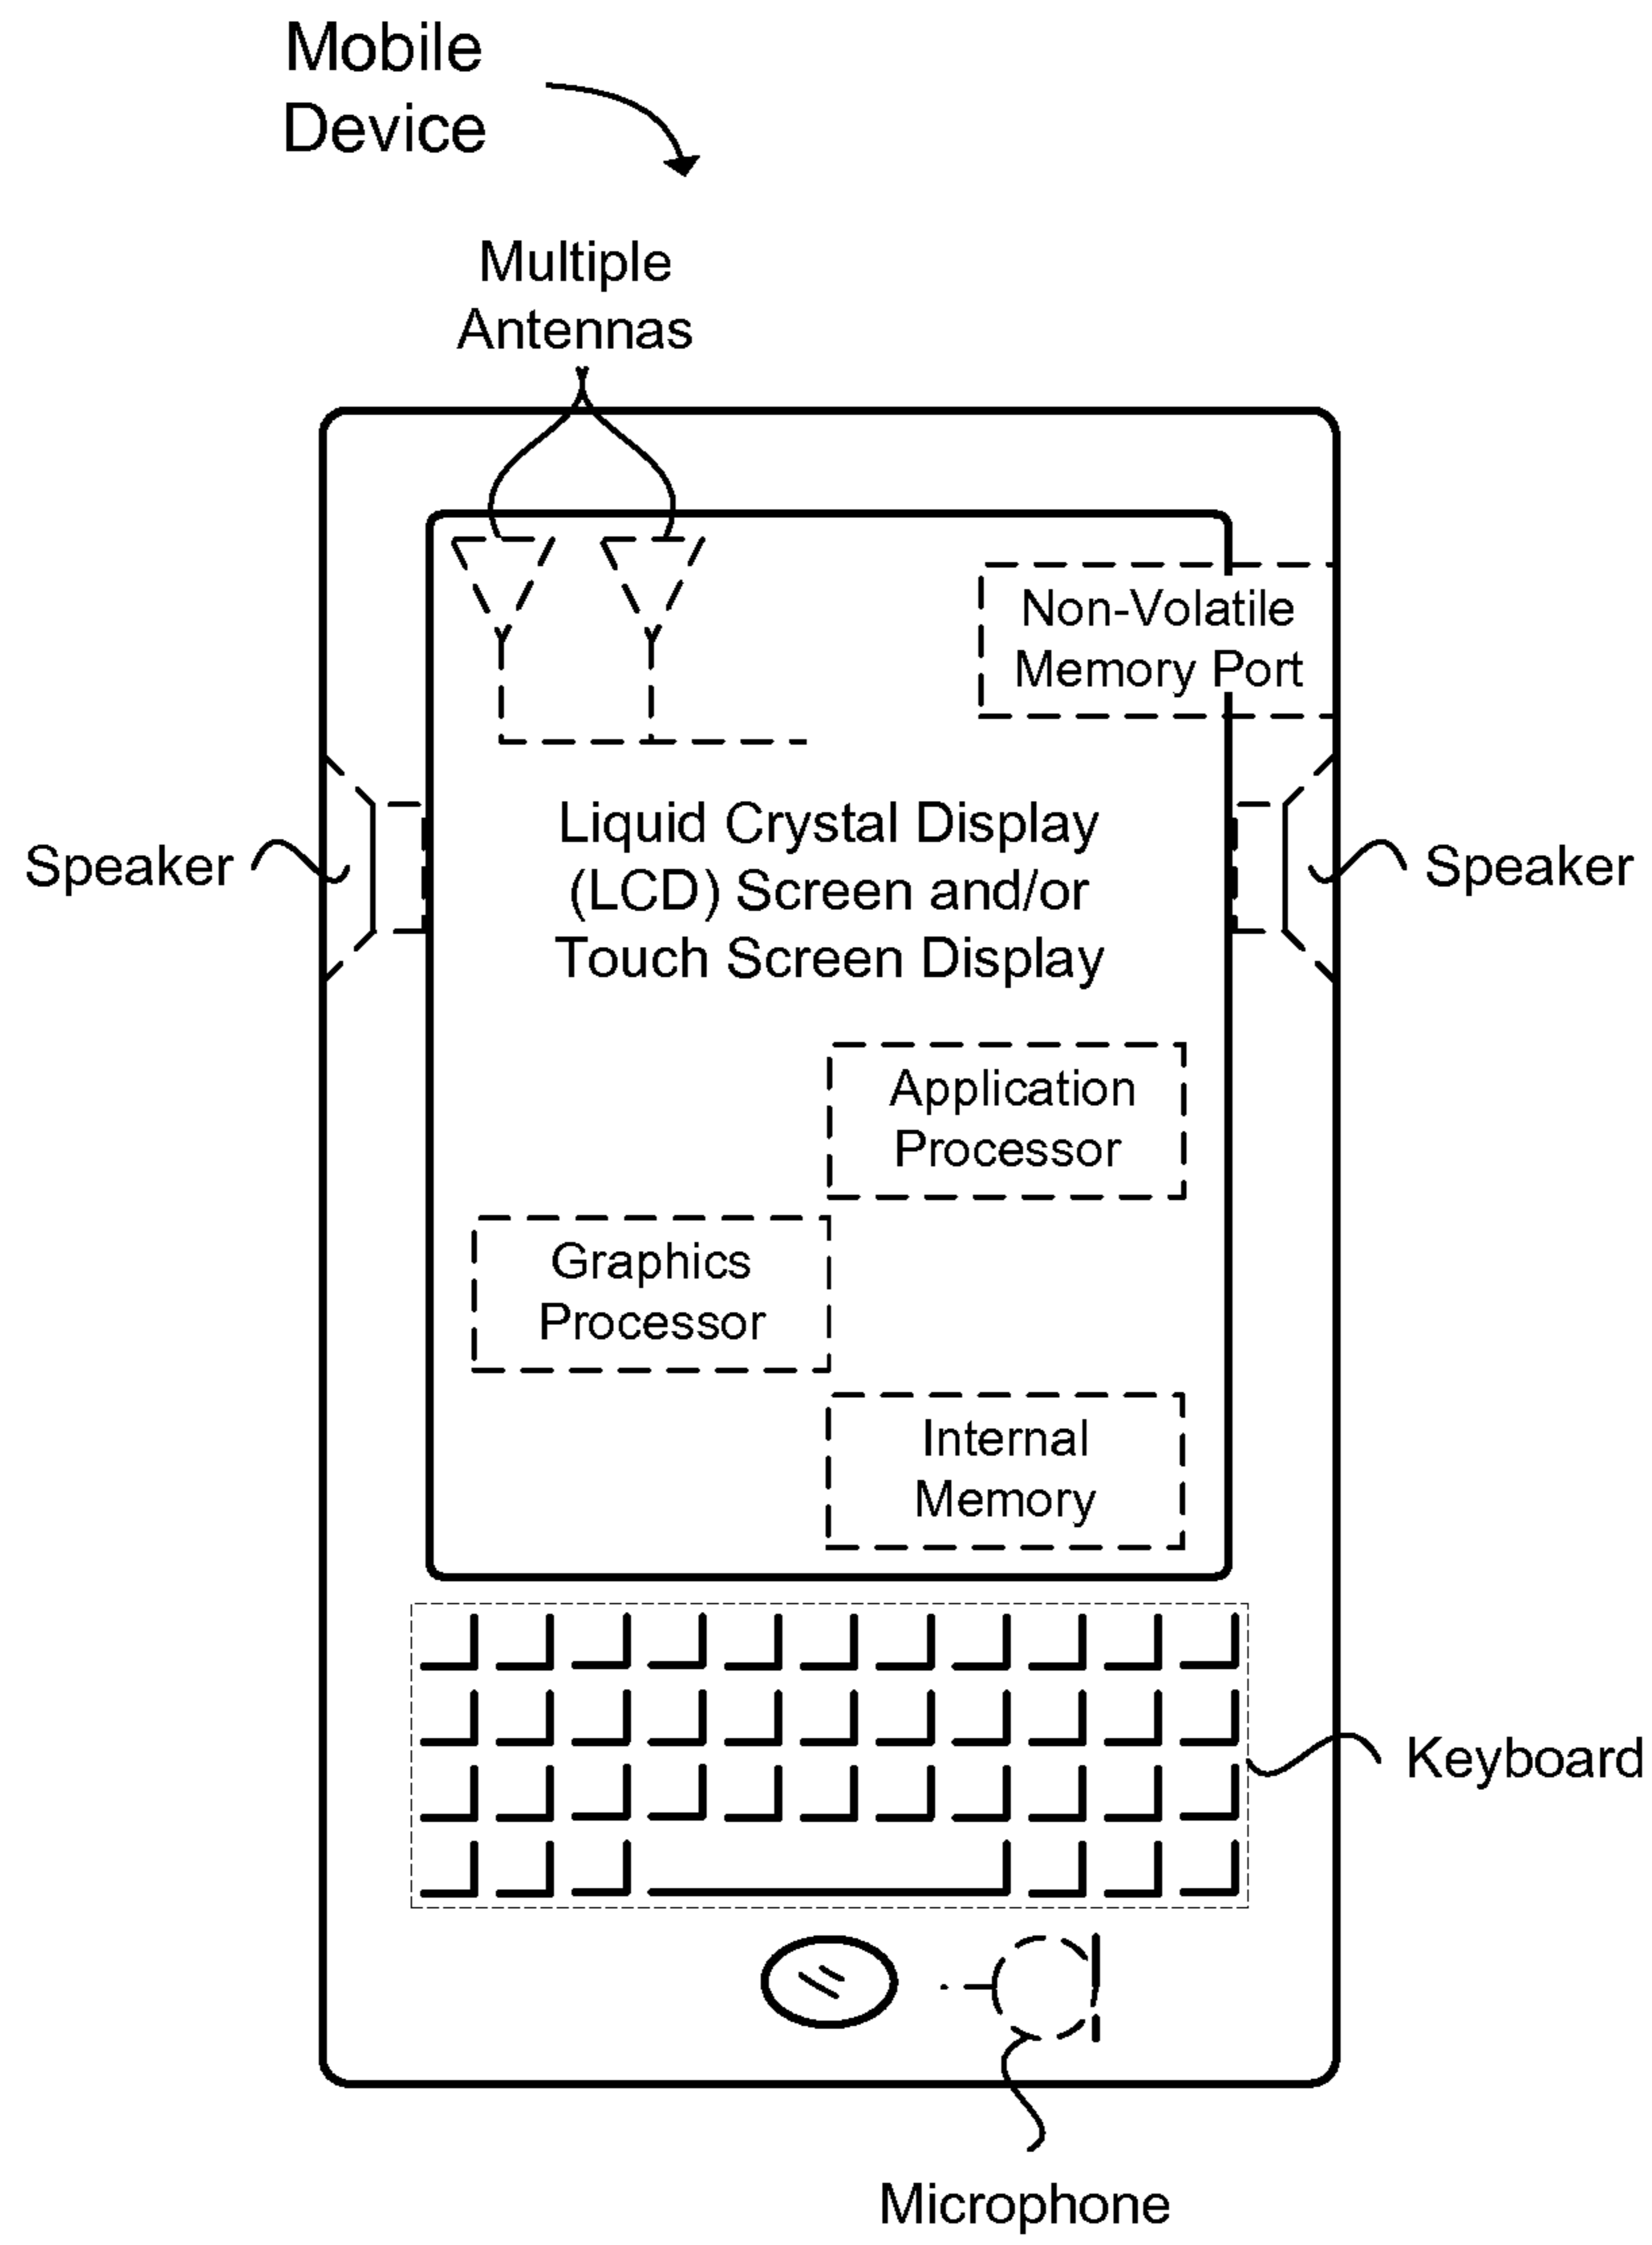 Mobile
Device
Multiple
Antennas
Non-Volatile
Memory Port
Speaker
Liquid Crystal Display
(LCD) Screen and/or
Touch Screen Display
Speaker
Application
Processor
Graphics
Processor
Internal
Memory
Keyboard
Microphone